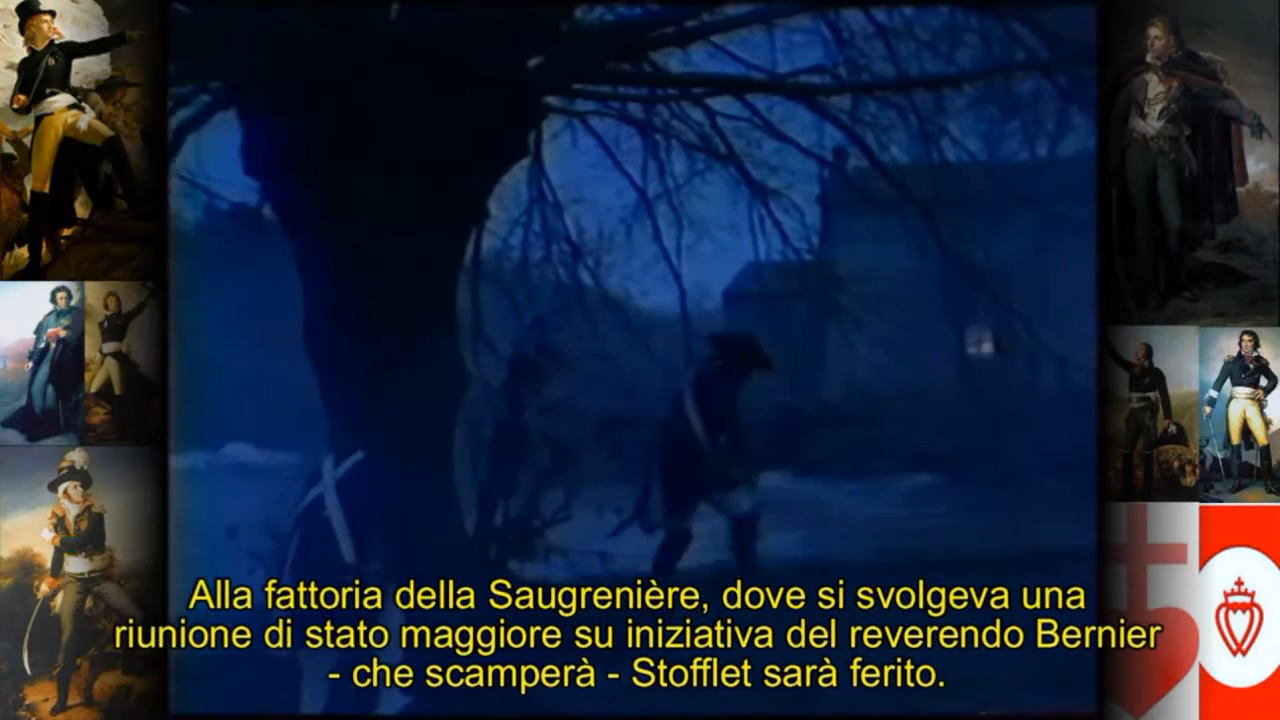 Alla fattoria della Saugrenière, dove si svolgeva una
riunione di stato maggiore su iniziativa del reverendo Bernier
- che scamperà - Stofflet sarà ferito.